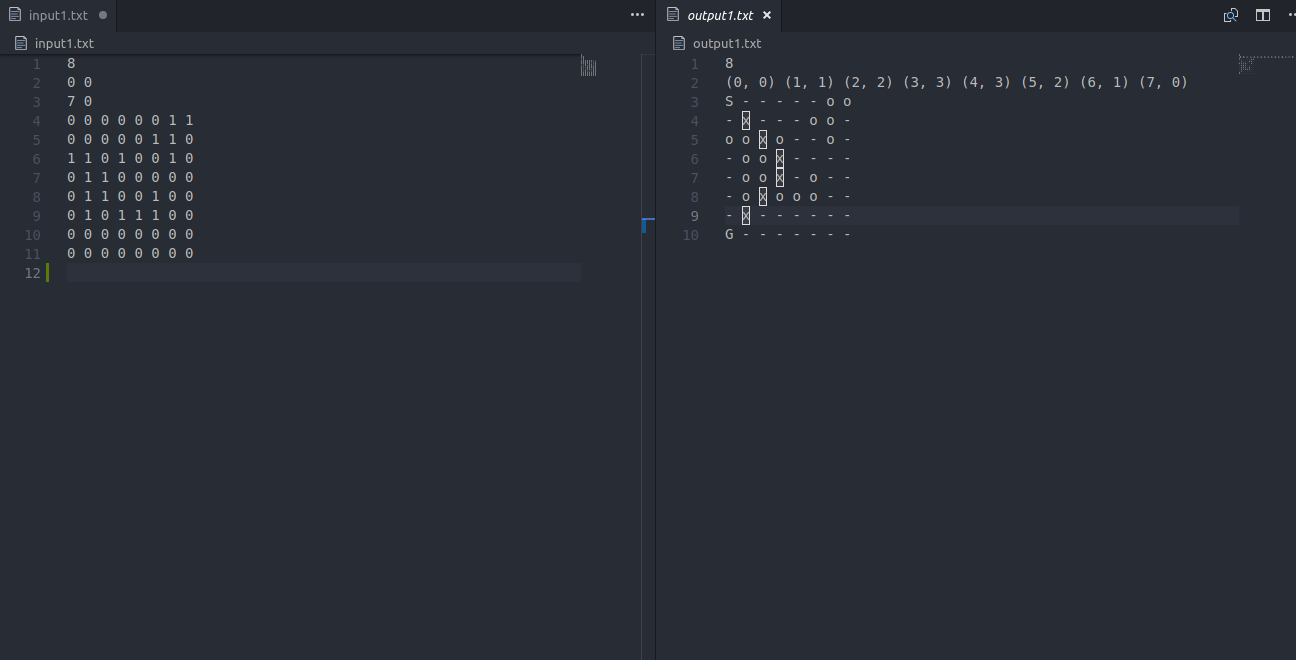 input1.txt
input1.txt
1 8
2 0 0
3 7 0
4 0 0 0 0 0 0 1 1
5 0 0 0 0 0 1 1 0
6 1 1 0 1 0 0 1 0
7 0 1 1 0 0 0 0 0
8 0 1 1 0 0 1 0 0
9 0 1 0 1 1 1 0 0
10 0 0 0 0 0 0 0 0
11 0 0 0 0 0 0 0 0
12
output1.txt
output1.txt
1 8
2 (0, 0) (1, 1) (2, 2) (3, 3) (4, 3) (5, 2) (6, 1) (7, 0)
3 S - - - - - o o
4 - x - - - o o -
5 o o x o - - o -
6 - o o x - - - -
7 - o o x - o - -
8 - o x o o o - -
9 - x - - - - - -
10 G - - - - - - -